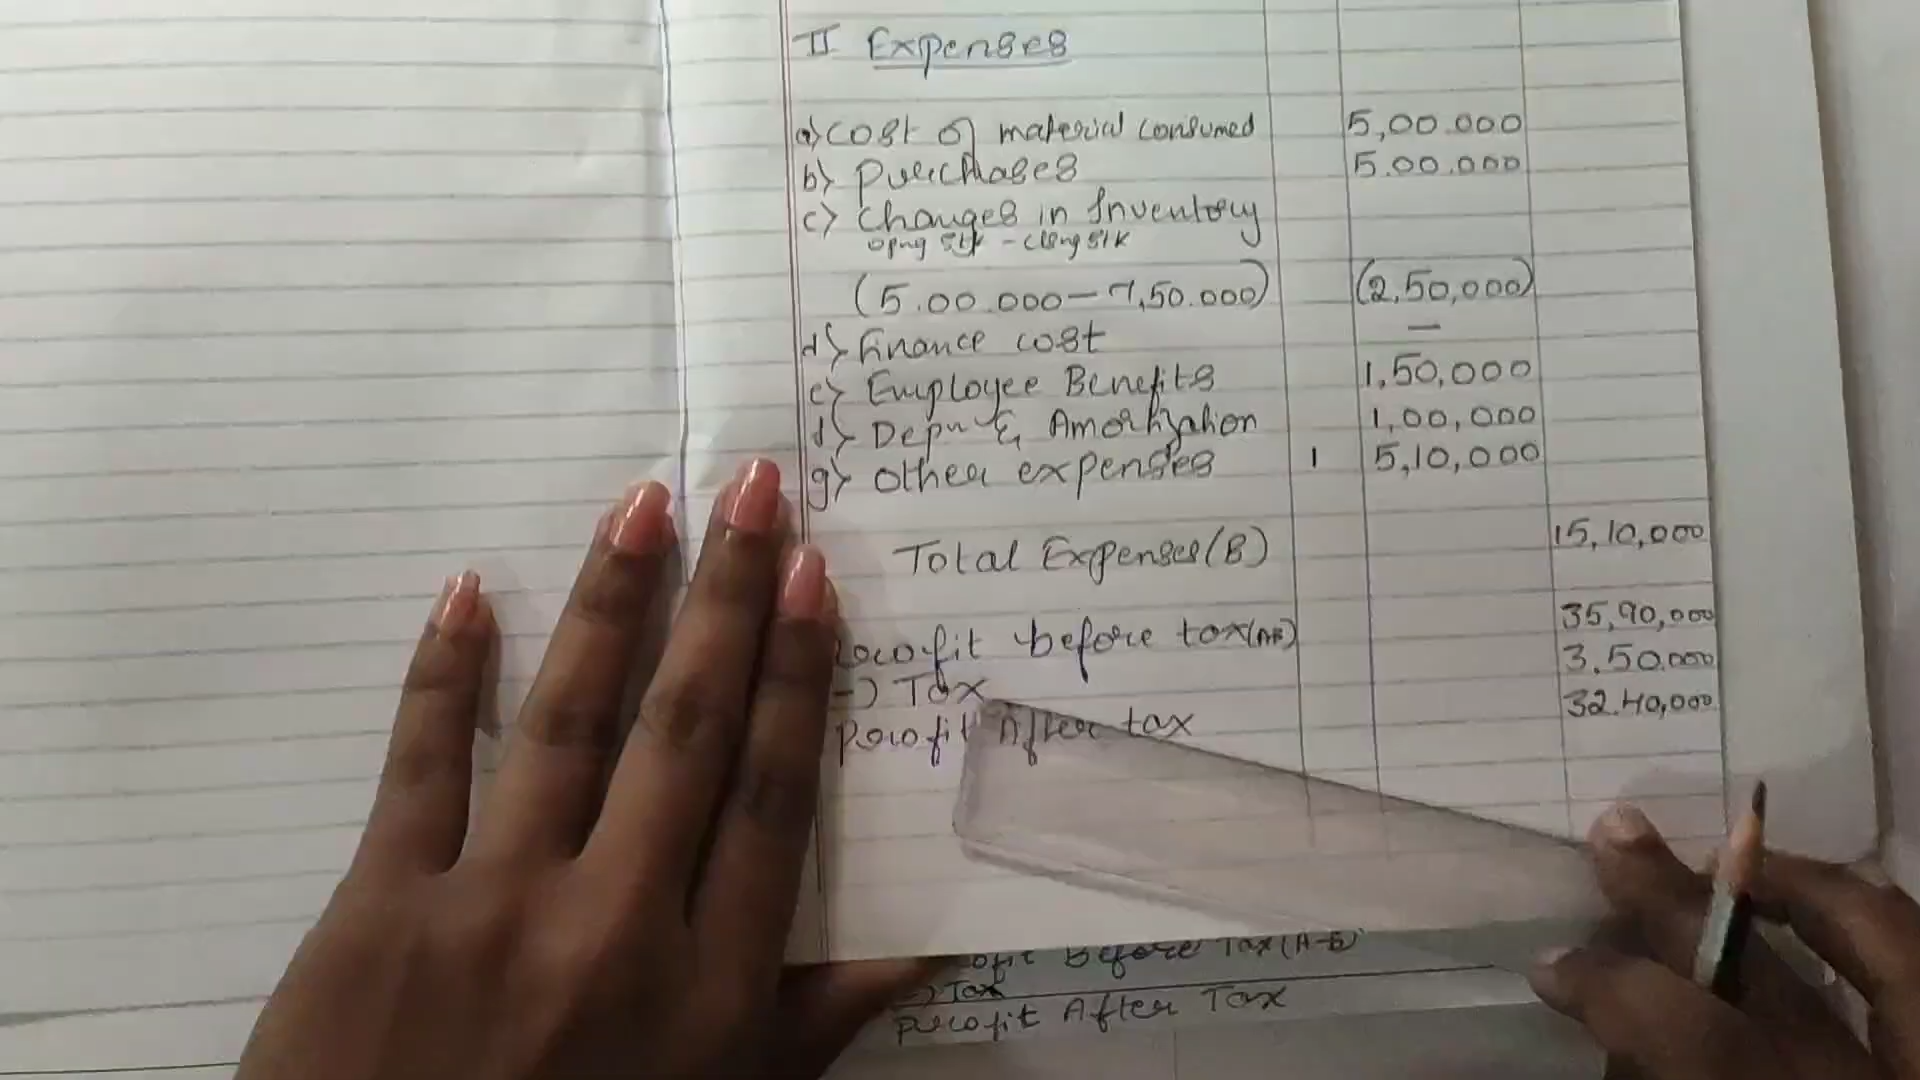 II Expenses
a) Cost of material consumed 5,00.000
b) Purchases 5.00.000
c) Changes in Inventory
opng stk - clsng stk
(5.00.000 - 7,50.000) (2,50,000)
d) Finance cost —
e) Employee Benefits 1,50,000
f) Depn & Amortization 1,00,000
g) Other expenses 1 5,10,000
Total Expenses (B) 15,10,000
Profit before tax (AB) 35,90,000
-) Tax 3.50.000
Profit After tax 32.40,000
ofit Before Tax (A-B)
-) Tax
Profit After Tax